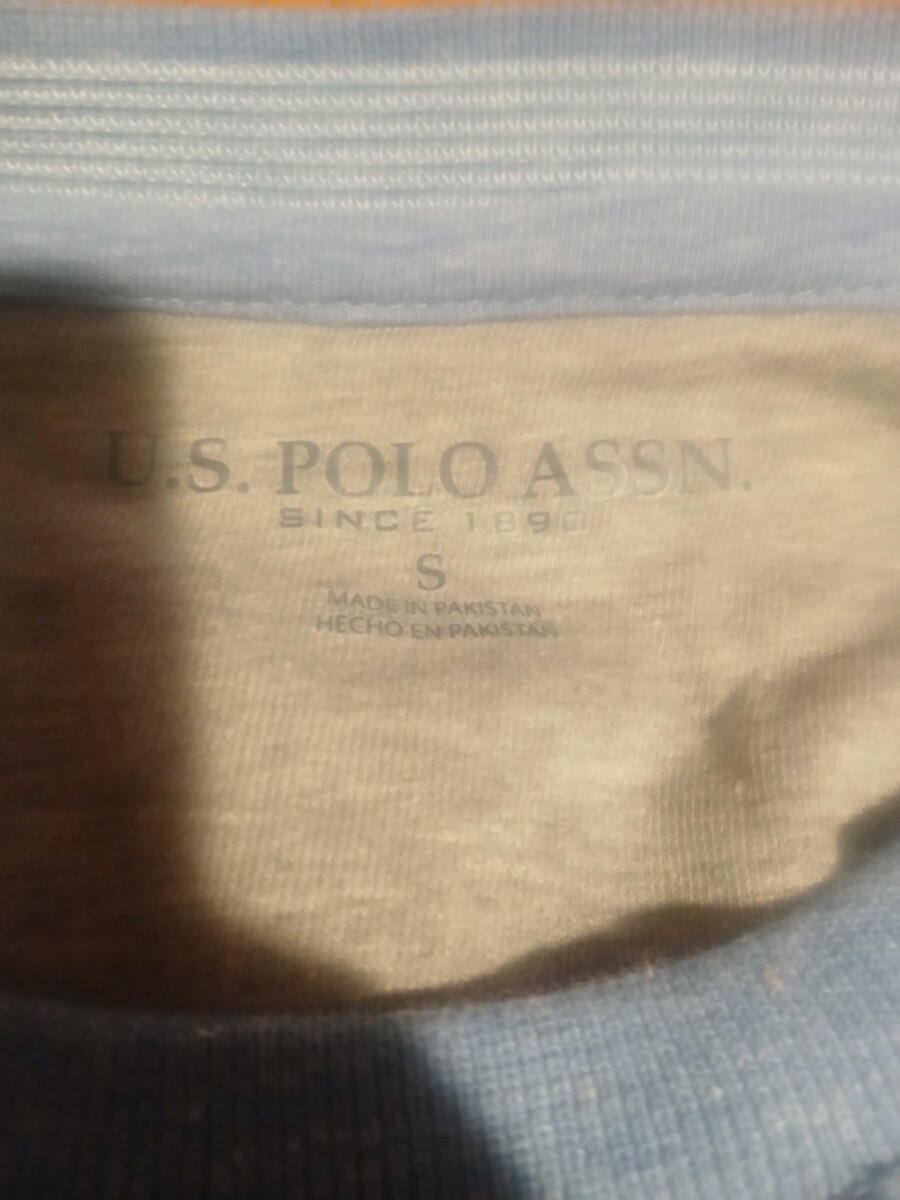 U.S. POLO ASSN.
SINCE 1890
S
MADE IN PAKISTAN
HECHO EN PAKISTAN